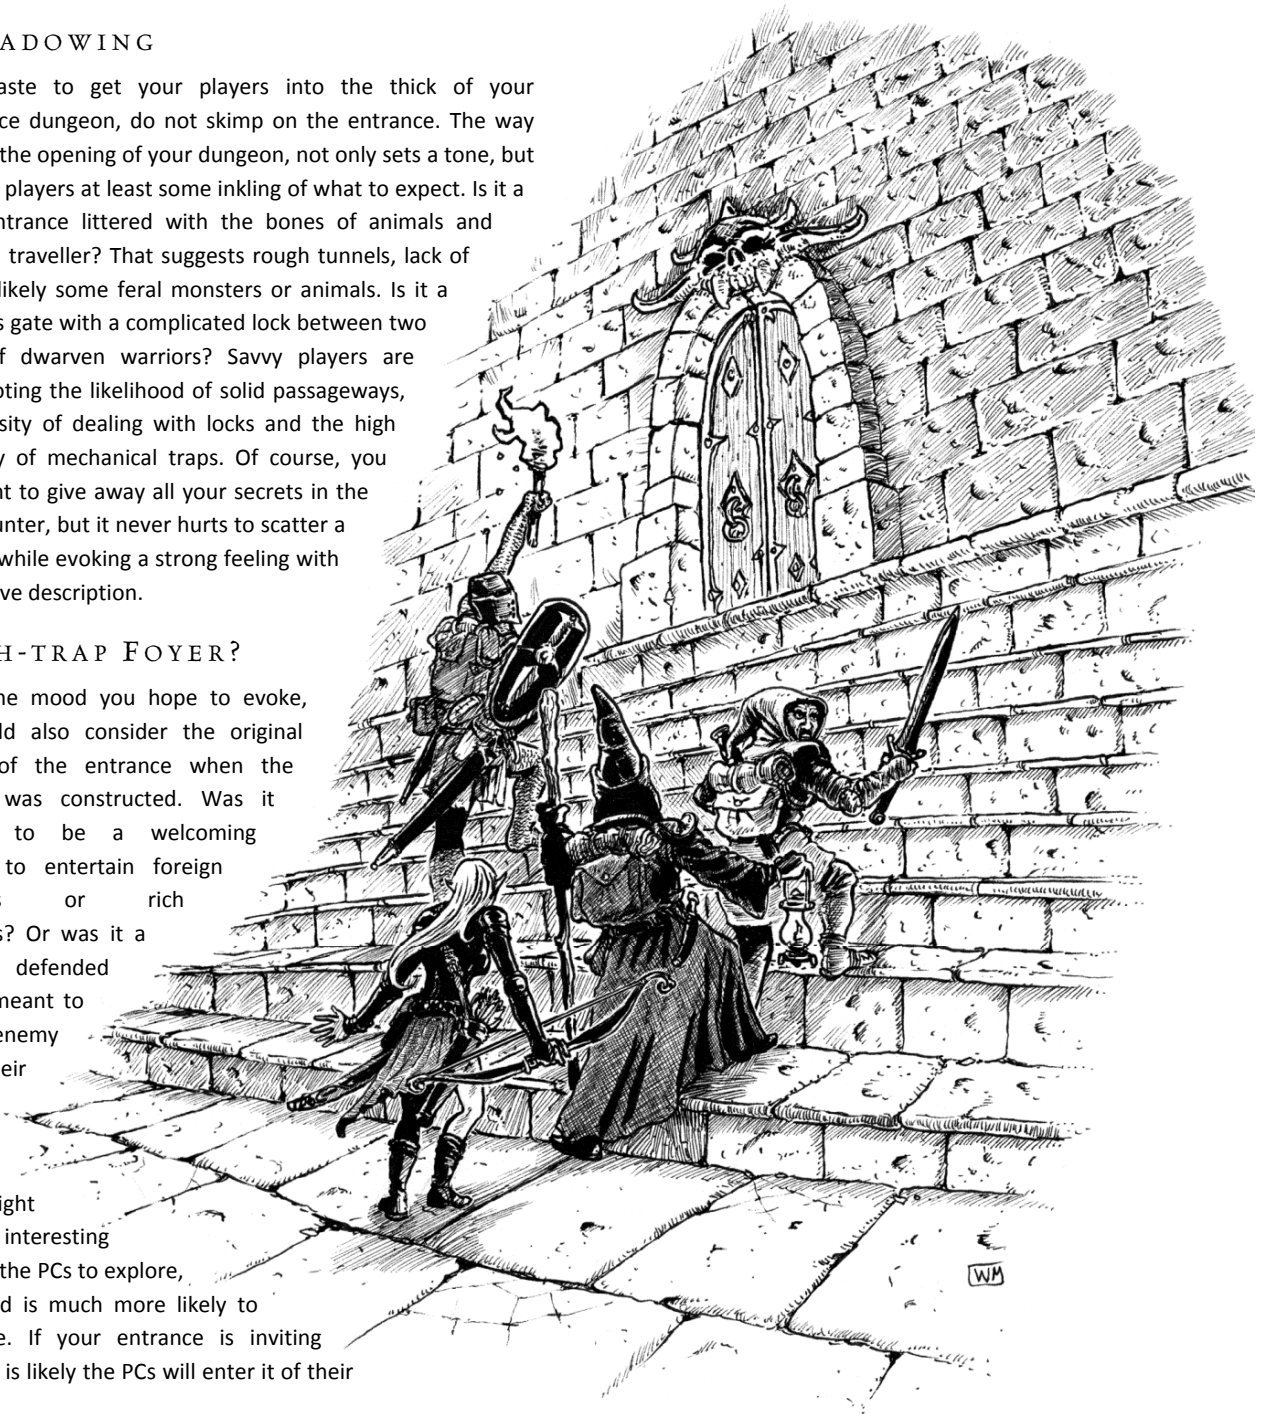 ADOWING
aste to get your players into the thick of your
ce dungeon, do not skimp on the entrance. The way
the opening of your dungeon, not only sets a tone, but
players at least some inkling of what to expect. Is it a
ntrance littered with the bones of animals and
traveller? That suggests rough tunnels, lack of
likely some feral monsters or animals. Is it a
s gate with a complicated lock between two
f dwarven warriors? Savvy players are
oting the likelihood of solid passageways,
sity of dealing with locks and the high
y of mechanical traps. Of course, you
nt to give away all your secrets in the
unter, but it never hurts to scatter a
while evoking a strong feeling with
ve description.
H-TRAP FOYER?
he mood you hope to evoke,
ld also consider the original
of the entrance when the
was constructed. Was it
to be a welcoming
to entertain foreign
s or rich
s? Or was it a
defended
meant to
enemy
heir
ight
interesting
the PCs to explore,
d is much more likely to
e. If your entrance is inviting
is likely the PCs will enter it of their
WM